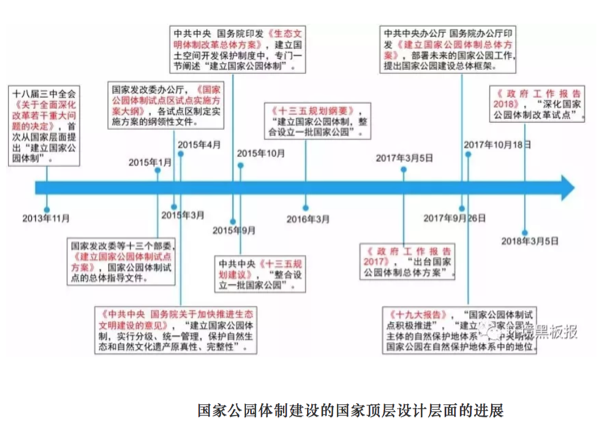 中共中央 国务院印发《生态
文明体制改革总体方案》，建立国
土空间开发保护制度中，专门一
节阐述“建立国家公园体制”。
中共中央办公厅 国务院办公厅印
发《建立国家公园体制总体方
案》，部署未来的国家公园工作，
提出国家公园建设总体框架。
十八届三中全会
《关于全面深化
改革若干重大问
题的决定》，首
次从国家层面提
出“建立国家公
园体制”。
国家发改委办公厅，《国家
公园体制试点区试点实施方
案大纲》，各试点区制定
实施方案的纲领性文件。
《十三五规划纲要》，
“建立国家公园体制，整
合设立一批国家公园”。
《政府工作报告
2018》，“深化国家
公园体制改革试点”。
2015年1月
2015年4月
2015年10月
2017年3月5日
2017年10月18日
2013年11月
2015年3月
2015年9月
2016年3月
2017年9月26日
2018年3月5日
国家发改委等十三个部委，
《建立国家公园体制试点
方案》，国家公园体制试
点的总体指导文件。
中共中央《十三五规
划建议》，“整合设
立一批国家公园”。
《政府工作报告
2017》，“出台国家
公园体制总体方案”。
《中共中央 国务院关于加快推进生态
文明建设的意见》，“建立国家公园体
制，实行分级、统一管理，保护自然生
态和自然文化遗产原真性、完整性”。
《十九大报告》，“国家公园体制试
点积极推进”，“建立
国家公园为
主体的自然保护地体系”，
国家公园在自然保护地体系中的地位。
黑板报
国家公园体制建设的国家顶层设计层面的进展